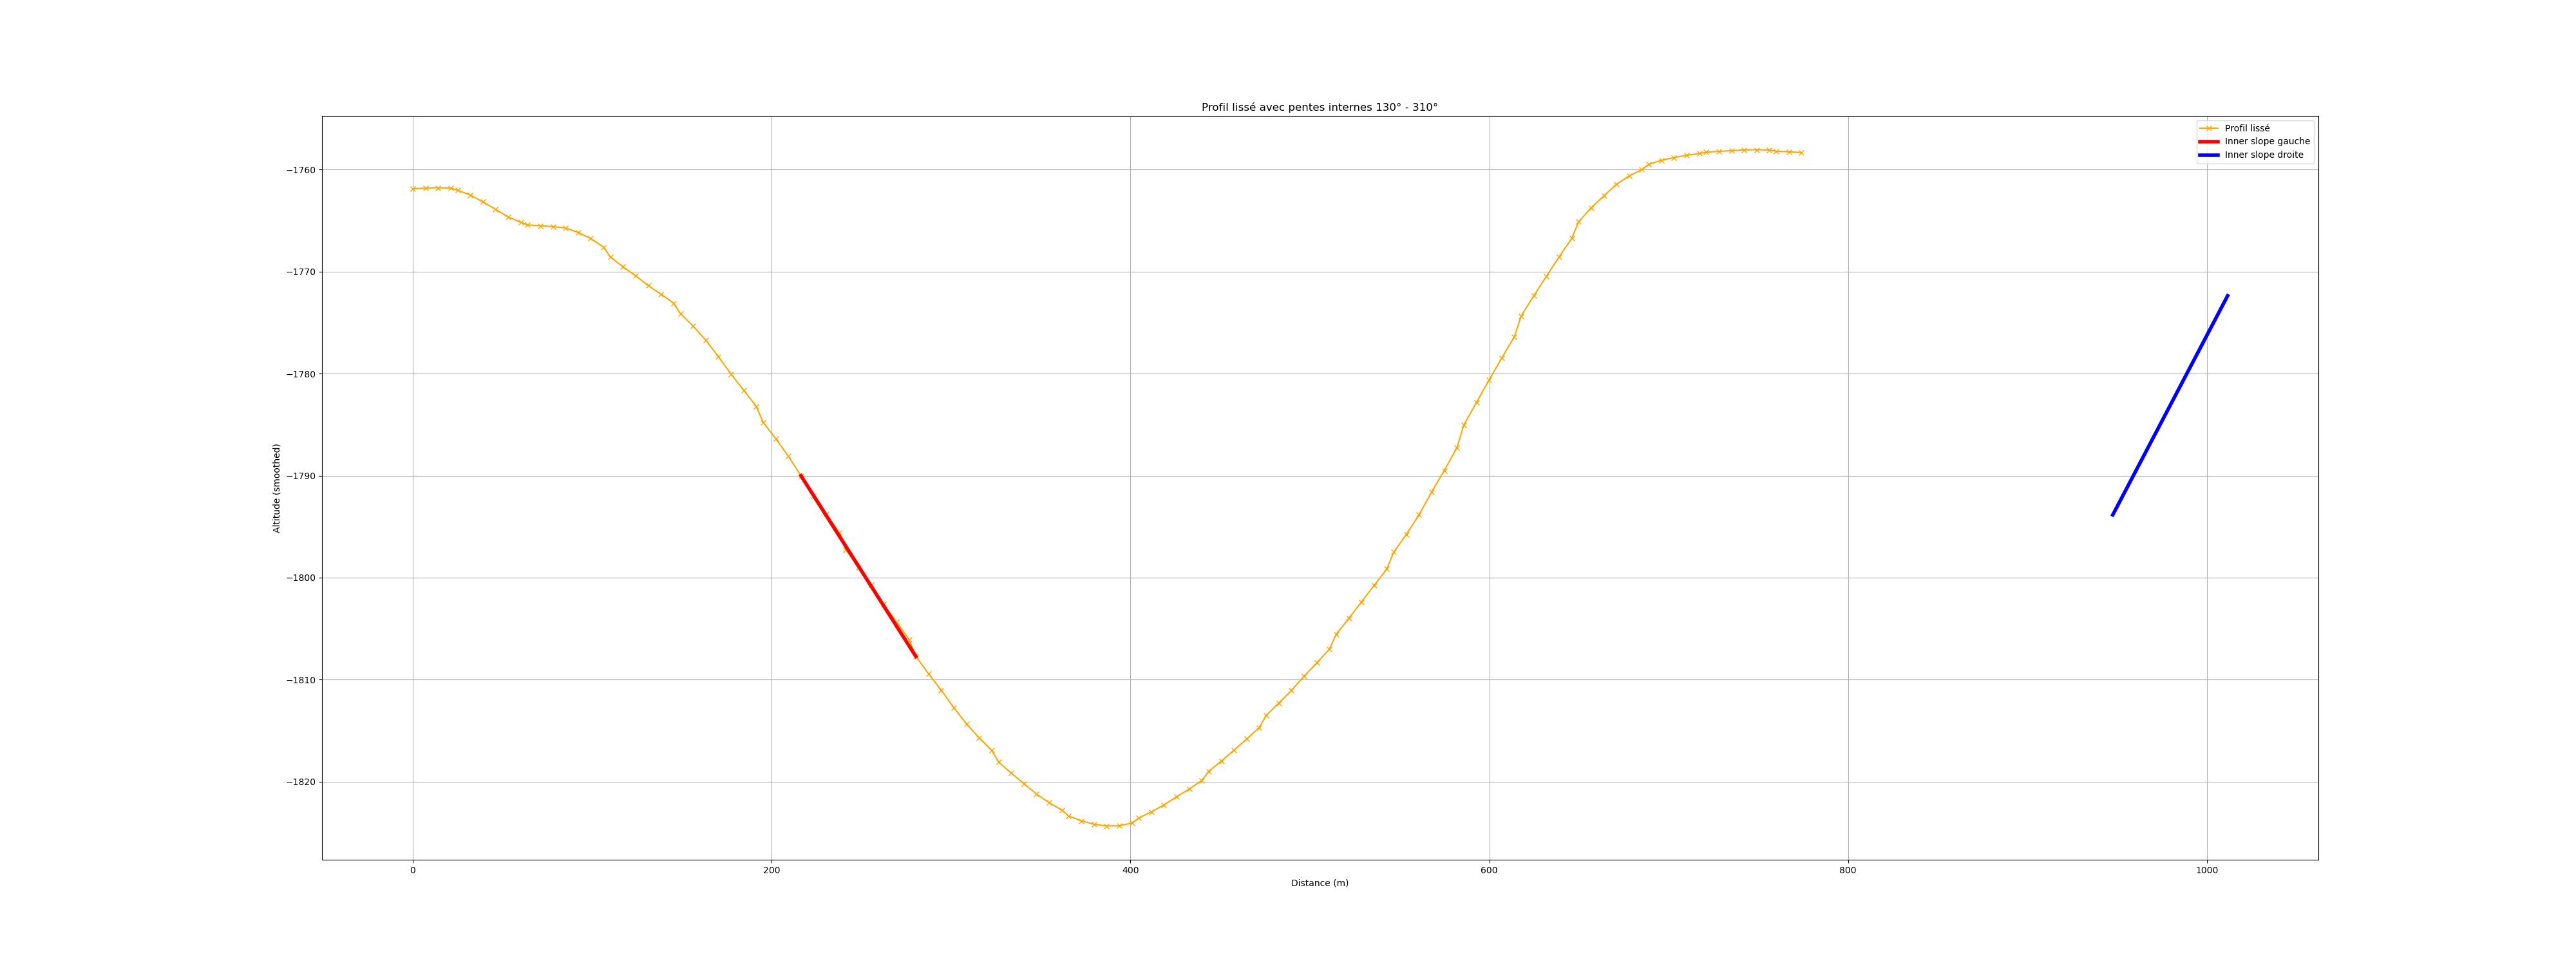 Profil lissé avec pentes internes 130° - 310°
Profil lissé
Inner slope gauche
Inner slope droite
−1760
−1770
−1780
−1790
−1800
−1810
−1820
Altitude (smoothed)
0 200 400 600 800 1000
Distance (m)